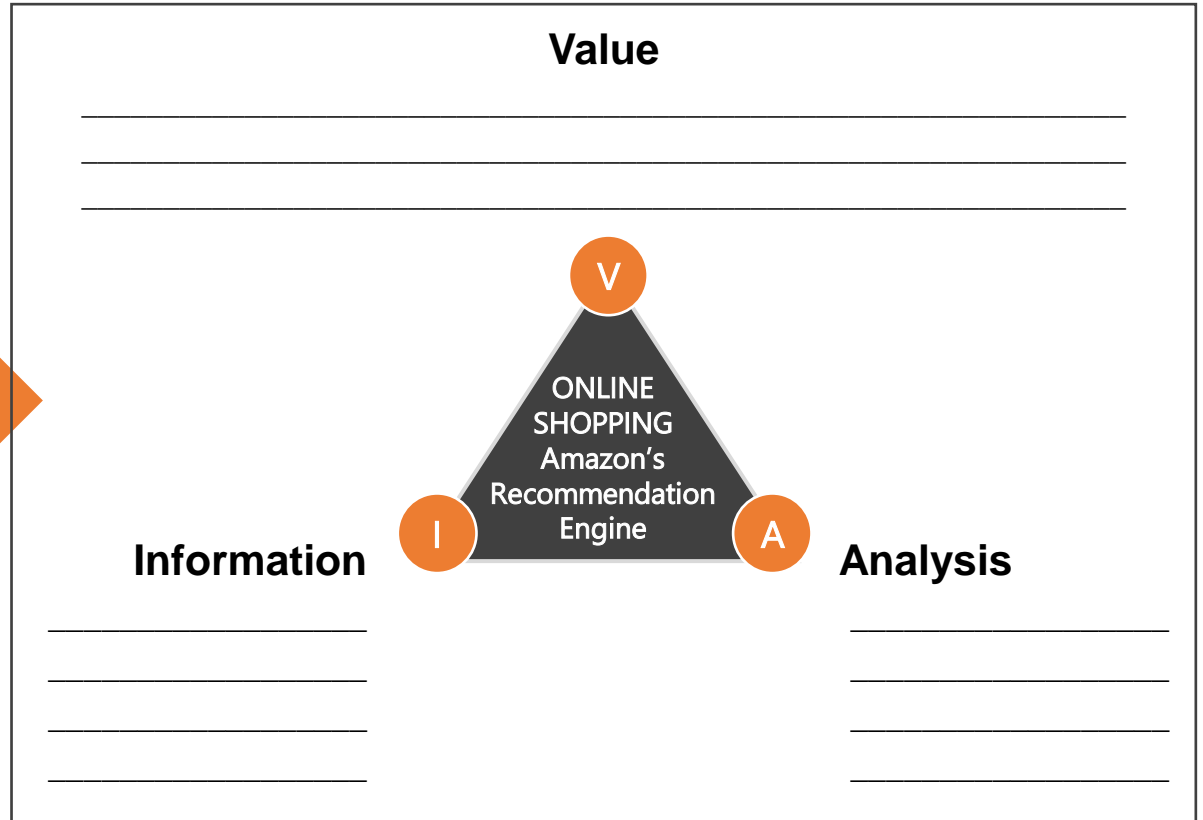 Value
V
ONLINE
SHOPPING
Amazon's
Recommendation
Engine
I
A
Information
Analysis